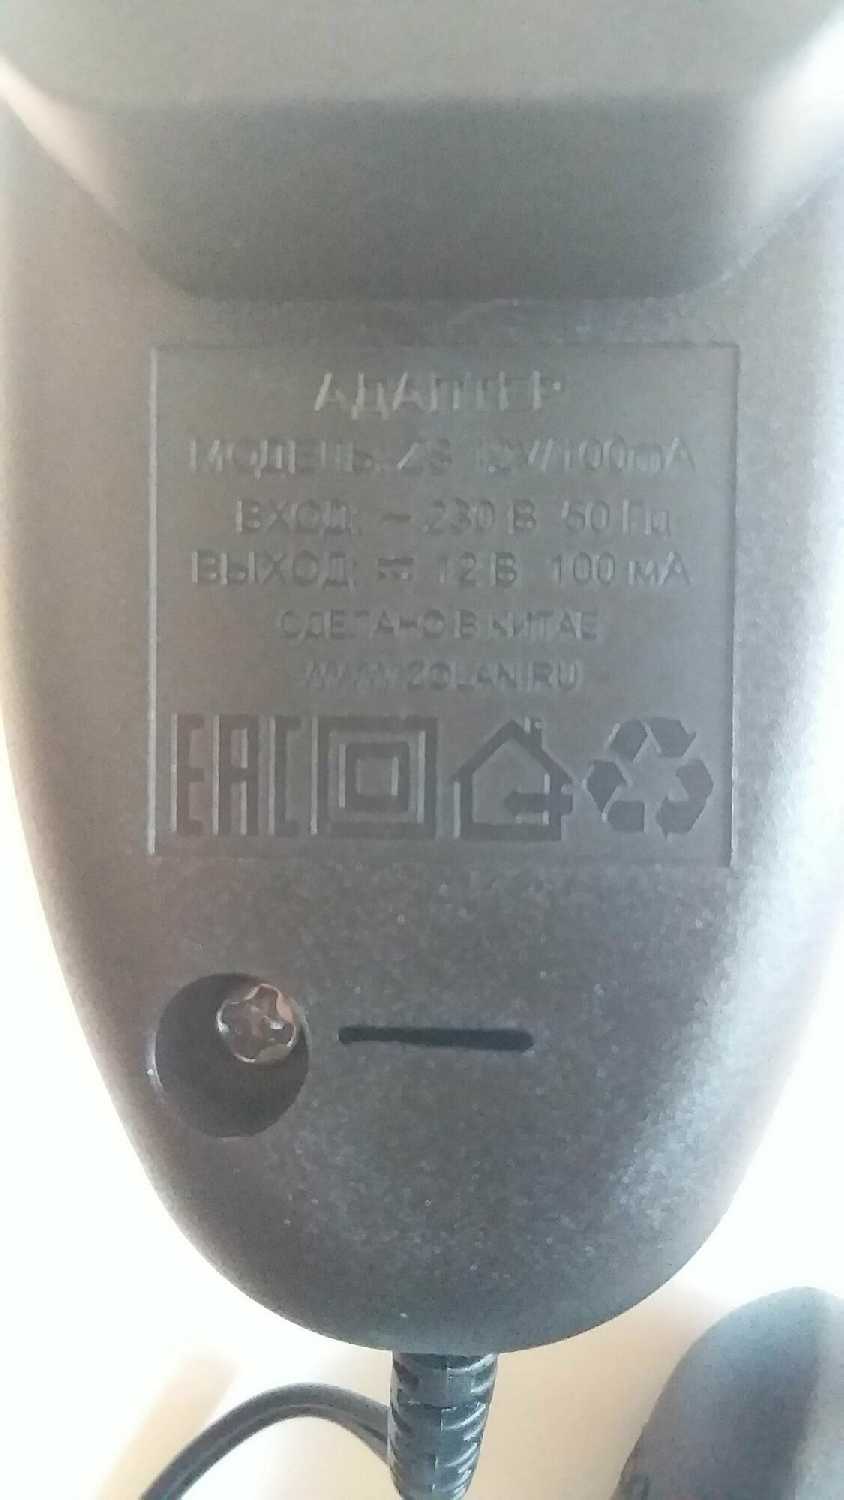 АДАПТЕР
МОДЕЛЬ: ZS 12V/100mA
ВХОД: ~ 230 В 50 Гц
ВЫХОД: 12 В 100 мА
СДЕЛАНО В КИТАЕ
WWW.ZOLAN.RU
EAC